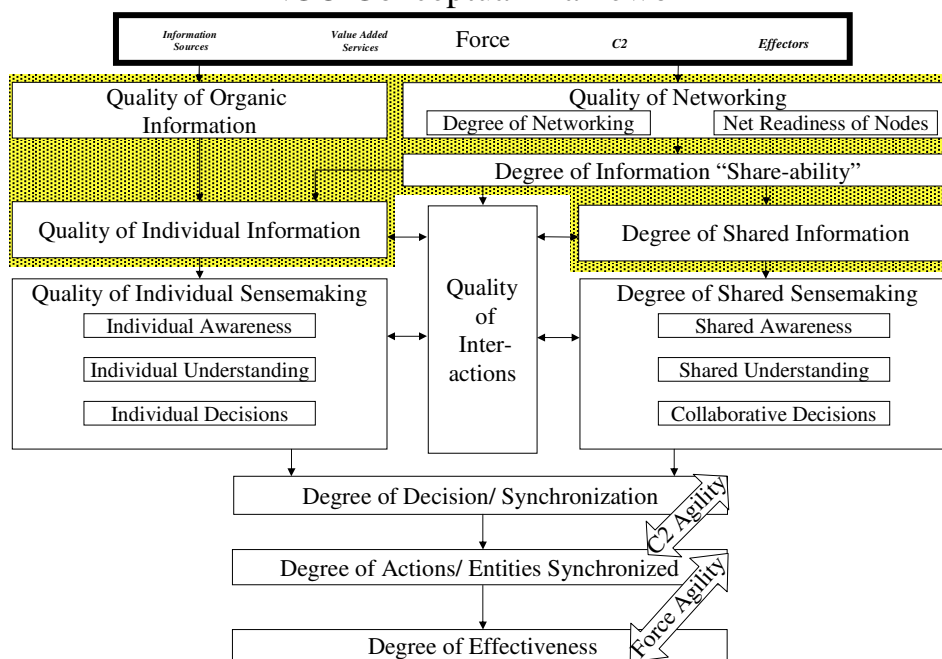 Information Sources
Value Added Services
Force
C2
Effectors
Quality of Organic
Information
Quality of Networking
Degree of Networking
Net Readiness of Nodes
Degree of Information “Share-ability”
Quality of Individual Information
Degree of Shared Information
Quality of Individual Sensemaking
Individual Awareness
Individual Understanding
Individual Decisions
Quality
of
Inter-
actions
Degree of Shared Sensemaking
Shared Awareness
Shared Understanding
Collaborative Decisions
Degree of Decision/ Synchronization
C2 Agility
Degree of Actions/ Entities Synchronized
Force Agility
Degree of Effectiveness